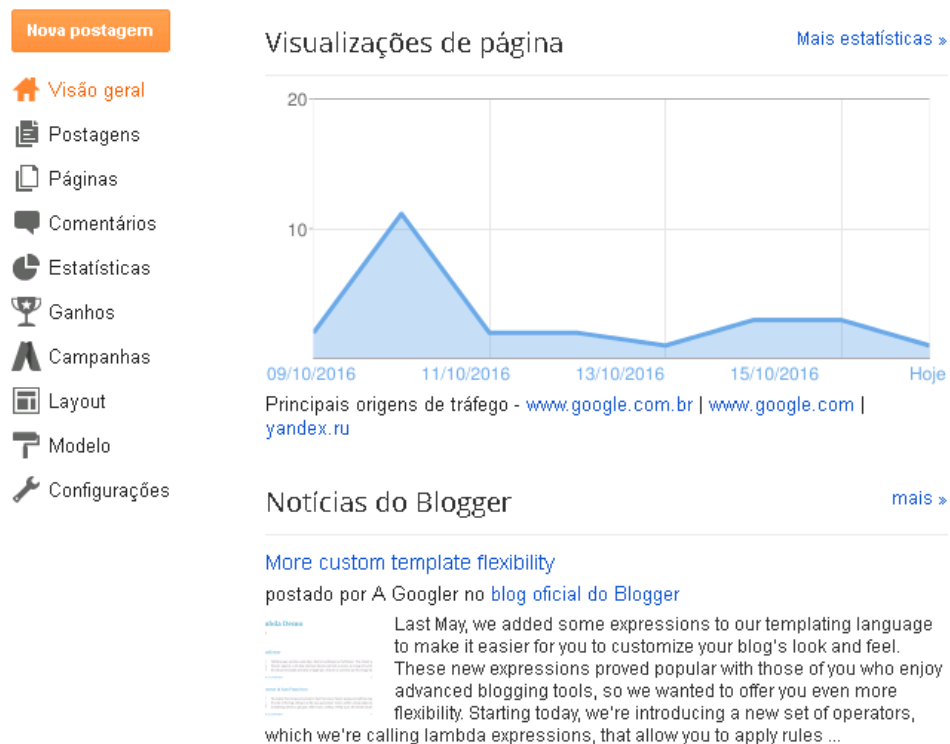 Nova postagem
Visão geral
Postagens
Páginas
Comentários
Estatísticas
Ganhos
Campanhas
Layout
Modelo
Configurações
Visualizações de página
Mais estatísticas »
20
10
09/10/2016 11/10/2016 13/10/2016 15/10/2016 Hoje
Principais origens de tráfego - www.google.com.br | www.google.com |
yandex.ru
Notícias do Blogger
mais »
More custom template flexibility
postado por A Googler no blog oficial do Blogger
Last May, we added some expressions to our templating language
to make it easier for you to customize your blog's look and feel.
These new expressions proved popular with those of you who enjoy
advanced blogging tools, so we wanted to offer you even more
flexibility. Starting today, we're introducing a new set of operators,
which we're calling lambda expressions, that allow you to apply rules ...